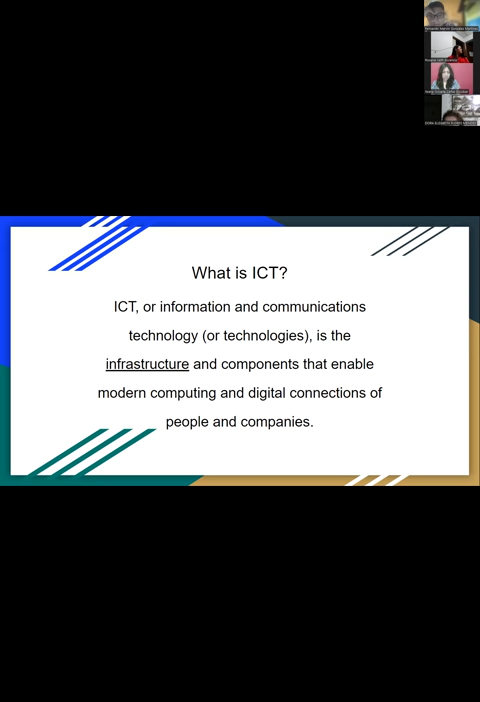 What is ICT?
ICT, or information and communications
technology (or technologies), is the
infrastructure and components that enable
modern computing and digital connections of
people and companies.